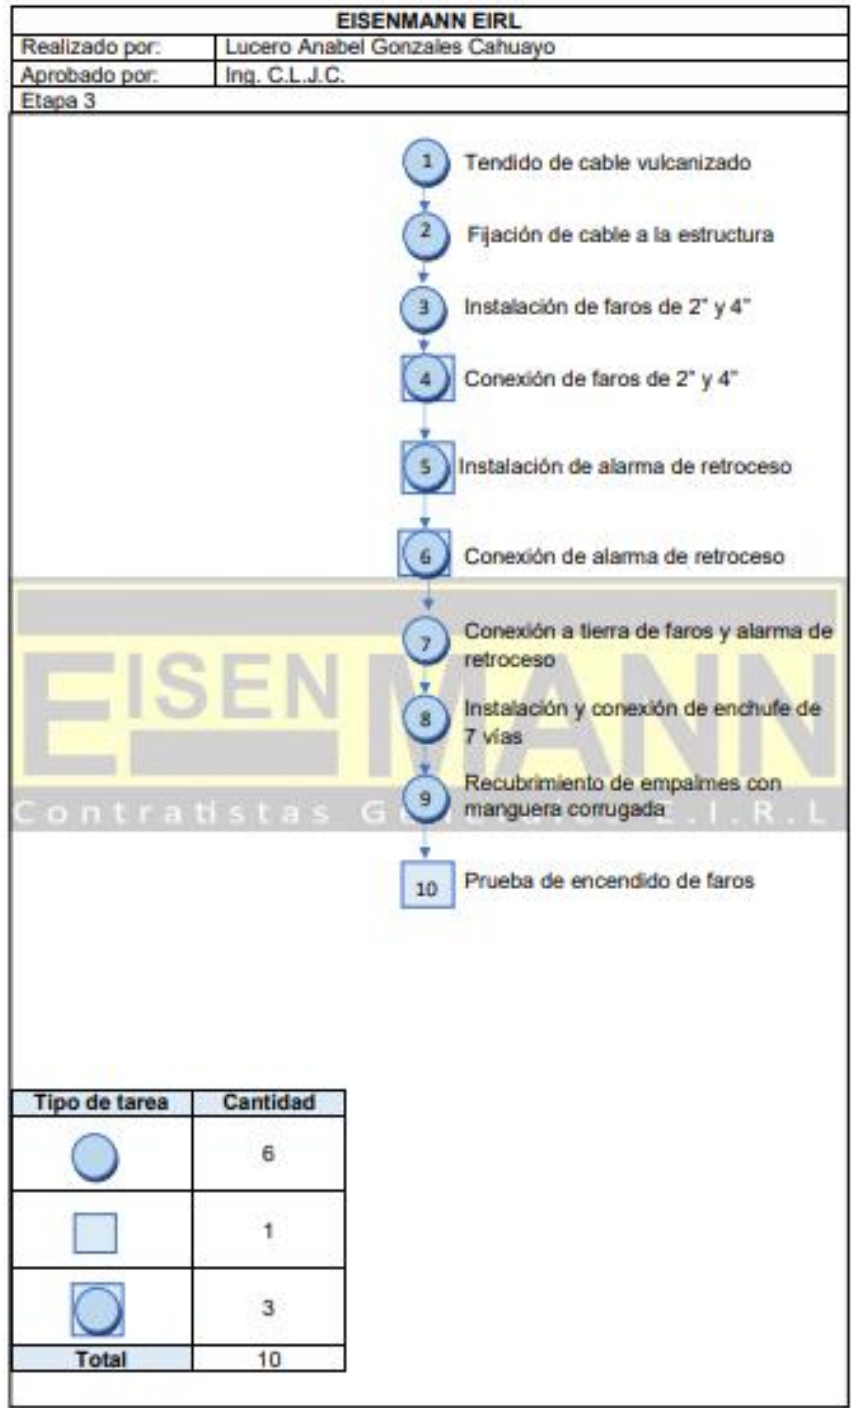 EISENMANN EIRL
Realizado por: Lucero Anabel Gonzales Cahuayo
Aprobado por: Ing. C.L.J.C.
Etapa 3
1 Tendido de cable vulcanizado
2 Fijación de cable a la estructura
3 Instalación de faros de 2" y 4"
4 Conexión de faros de 2" y 4"
5 Instalación de alarma de retroceso
6 Conexión de alarma de retroceso
7 Conexión a tierra de faros y alarma de
retroceso
8 Instalación y conexión de enchufe de
7 vías
9 Recubrimiento de empalmes con
manguera corrugada
10 Prueba de encendido de faros
EISENMANN
Contratistas E.I.R.L
Tipo de tarea Cantidad
6
1
3
Total 10